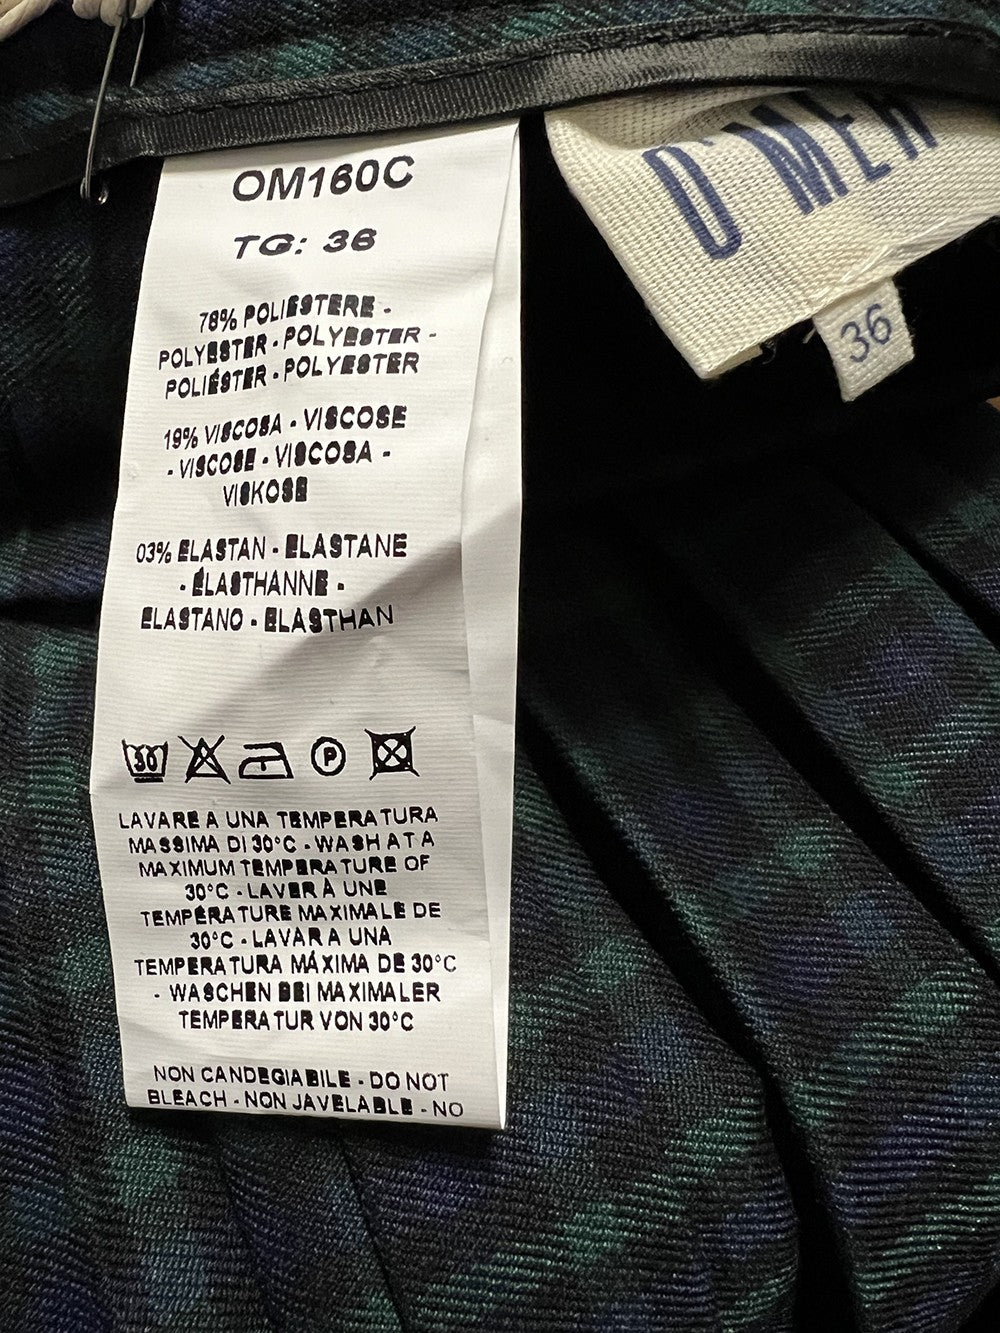 OM160C
TG: 36
78% POLIESTERE -
POLYESTER - POLYESTER -
POLIÉSTER - POLYESTER
19% VISCOSA - VISCOSE
- VISCOSE - VISCOSA -
VISKOSE
03% ELASTAN - ELASTANE
- ÉLASTHANNE -
ELASTANO - ELASTHAN
30
P
LAVARE A UNA TEMPERATURA
MASSIMA DI 30°C - WASH AT A
MAXIMUM TEMPERATURE OF
30°C - LAVER À UNE
TEMPÉRATURE MAXIMALE DE
30°C - LAVAR A UNA
TEMPERATURA MÁXIMA DE 30°C
- WASCHEN BEI MAXIMALER
TEMPERATUR VON 30°C
NON CANDEGIABILE - DO NOT
BLEACH - NON JAVELABLE - NO
36